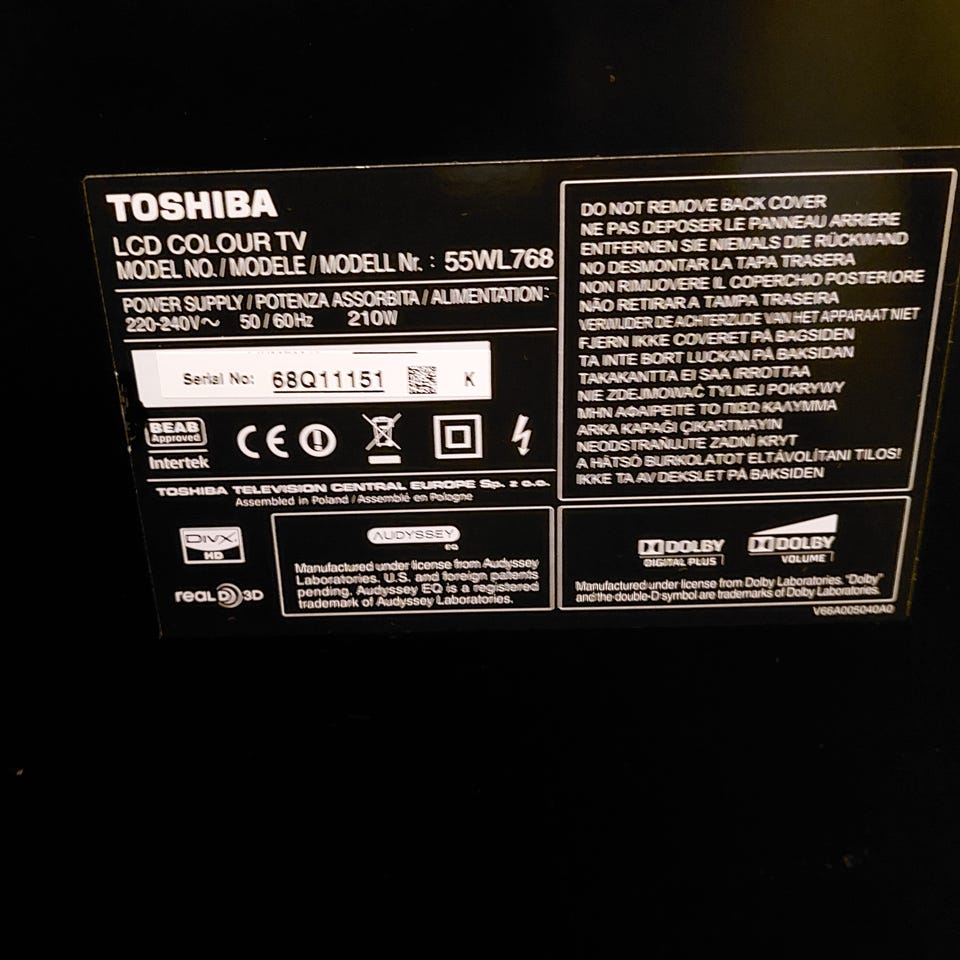 TOSHIBA
LCD COLOUR TV
MODEL NO. / MODELE / MODELL Nr. : 55WL768
POWER SUPPLY / POTENZA ASSORBITA / ALIMENTATION:
220-240V～ 50 / 60Hz 210W
Serial No: 68Q11151 K
BEAB
Approved
Intertek
CE
TOSHIBA TELEVISION CENTRAL EUROPE Sp. z o.o.
Assembled in Poland / Assemblé en Pologne
DIVX
HD
REALD 3D
AUDYSSEY
EQ
Manufactured under license from Audyssey
Laboratories. U.S. and foreign patents
pending. Audyssey EQ is a registered
trademark of Audyssey Laboratories.
DO NOT REMOVE BACK COVER
NE PAS DEPOSER LE PANNEAU ARRIERE
ENTFERNEN SIE NIEMALS DIE RÜCKWAND
NO DESMONTAR LA TAPA TRASERA
NON RIMUOVERE IL COPERCHIO POSTERIORE
NÃO RETIRAR A TAMPA TRASEIRA
VERWIJDER DE ACHTERZIJDE VAN HET APPARAAT NIET
FJERN IKKE COVERET PÅ BAGSIDEN
TA INTE BORT LUCKAN PÅ BAKSIDAN
TAKAKANTTA EI SAA IRROTTAA
NIE ZDEJMOWAĆ TYLNEJ POKRYWY
ΜΗΝ ΑΦΑΙΡΕΙΤΕ ΤΟ ΠΙΣΩ ΚΑΛΥΜΜΑ
ARKA KAPAĞI ÇIKARTMAYIN
NEODSTRAŇUJTE ZADNÍ KRYT
A HÁTSÓ BURKOLATOT ELTÁVOLÍTANI TILOS!
IKKE TA AV DEKSLET PÅ BAKSIDEN
DOLBY
DIGITAL PLUS
DOLBY
VOLUME
Manufactured under license from Dolby Laboratories. "Dolby"
and the double-D symbol are trademarks of Dolby Laboratories.
V66A005040A0